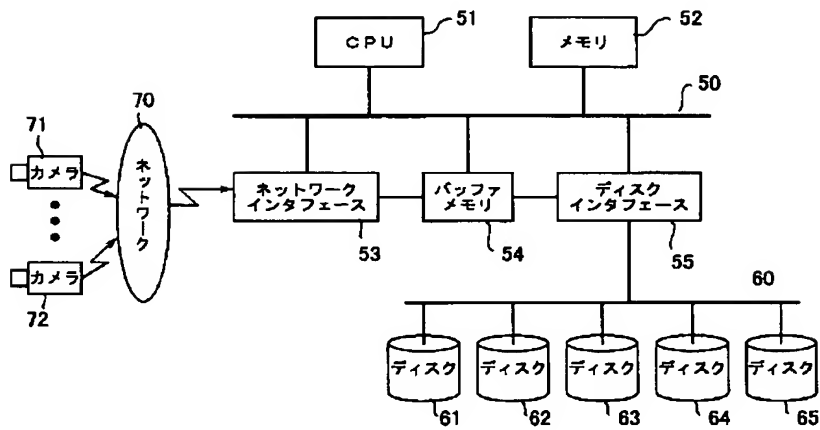 CPU
51
メモリ
52
50
70
71
カメラ
ネットワーク
カメラ
72
ネットワーク
インタフェース
53
バッファ
メモリ
54
ディスク
インタフェース
55
60
ディスク
61
ディスク
62
ディスク
63
ディスク
64
ディスク
65